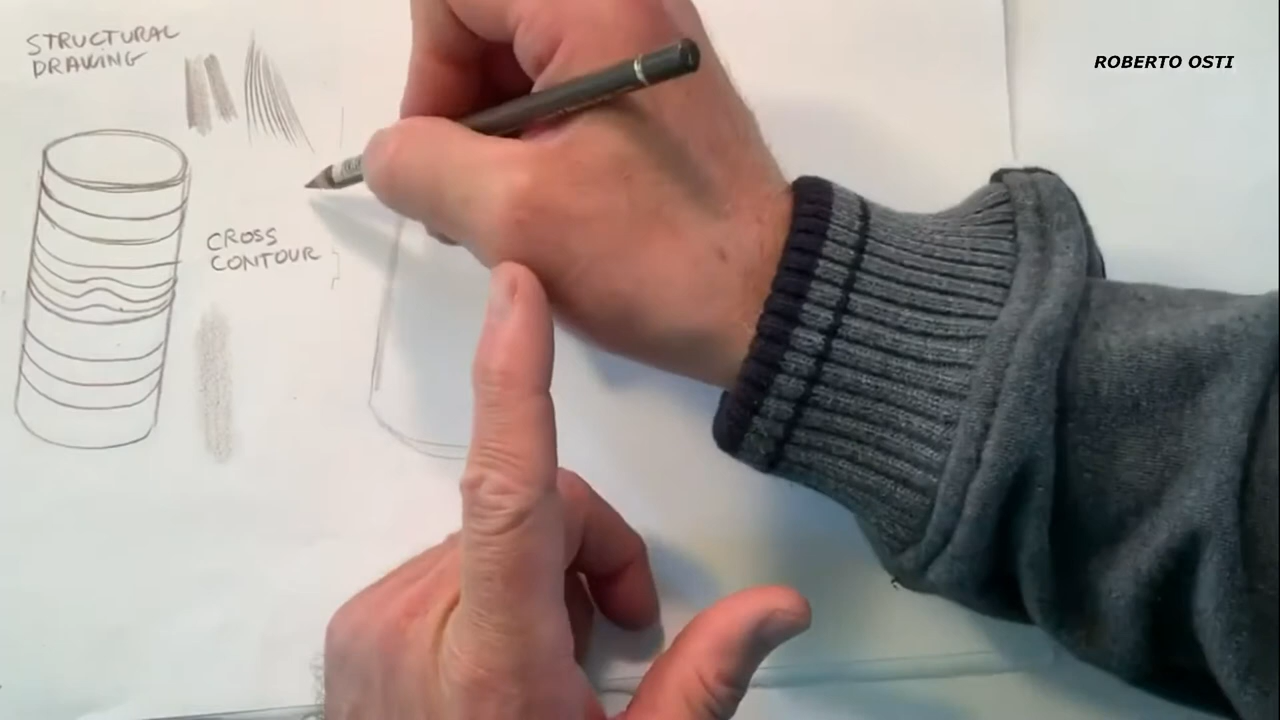 STRUCTURAL
DRAWING
ROBERTO OSTI
CROSS
CONTOUR